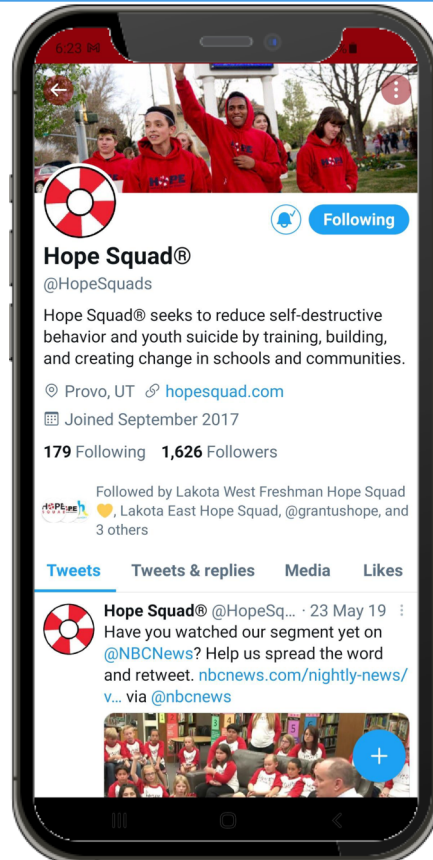 6:23
HOPE
Following
Hope Squad®
@HopeSquads
Hope Squad® seeks to reduce self-destructive
behavior and youth suicide by training, building,
and creating change in schools and communities.
Provo, UT hopesquad.com
Joined September 2017
179 Following 1,626 Followers
Followed by Lakota West Freshman Hope Squad
💛, Lakota East Hope Squad, @grantushope, and
3 others
Tweets Tweets & replies Media Likes
Hope Squad® @HopeSq... · 23 May 19
Have you watched our segment yet on
@NBCNews? Help us spread the word
and retweet. nbcnews.com/nightly-news/
v... via @nbcnews